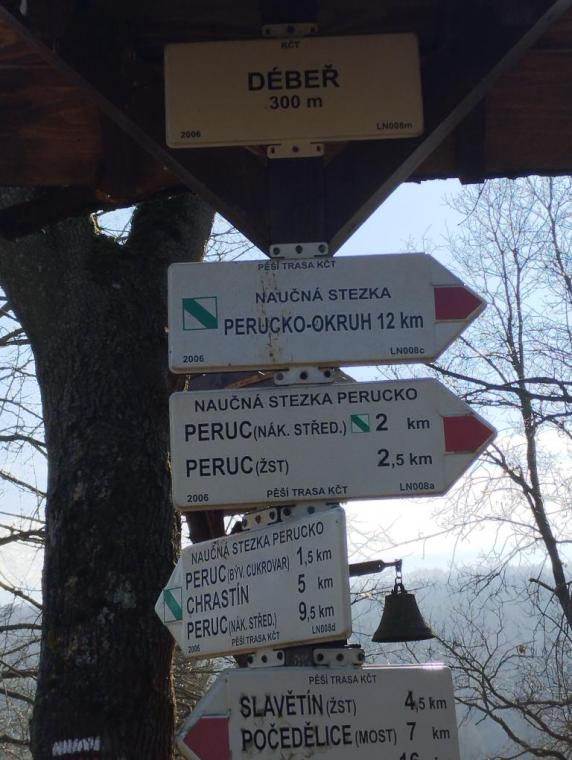 KČT
DÉBEŘ
300 m
2006 LN008m
PĚŠÍ TRASA KČT
NAUČNÁ STEZKA
PERUCKO-OKRUH 12 km
2006 LN008c
NAUČNÁ STEZKA PERUCKO
PERUC (NÁK. STŘED.) 2 km
PERUC (ŽST) 2,5 km
2006 PĚŠÍ TRASA KČT LN008a
NAUČNÁ STEZKA PERUCKO
PERUC (BÝV. CUKROVAR) 1,5 km
CHRASTÍN 5 km
PERUC (NÁK. STŘED.) 9,5 km
2006 PĚŠÍ TRASA KČT LN008d
PĚŠÍ TRASA KČT
SLAVĚTÍN (ŽST) 4,5 km
POČEDĚLICE (MOST) 7 km